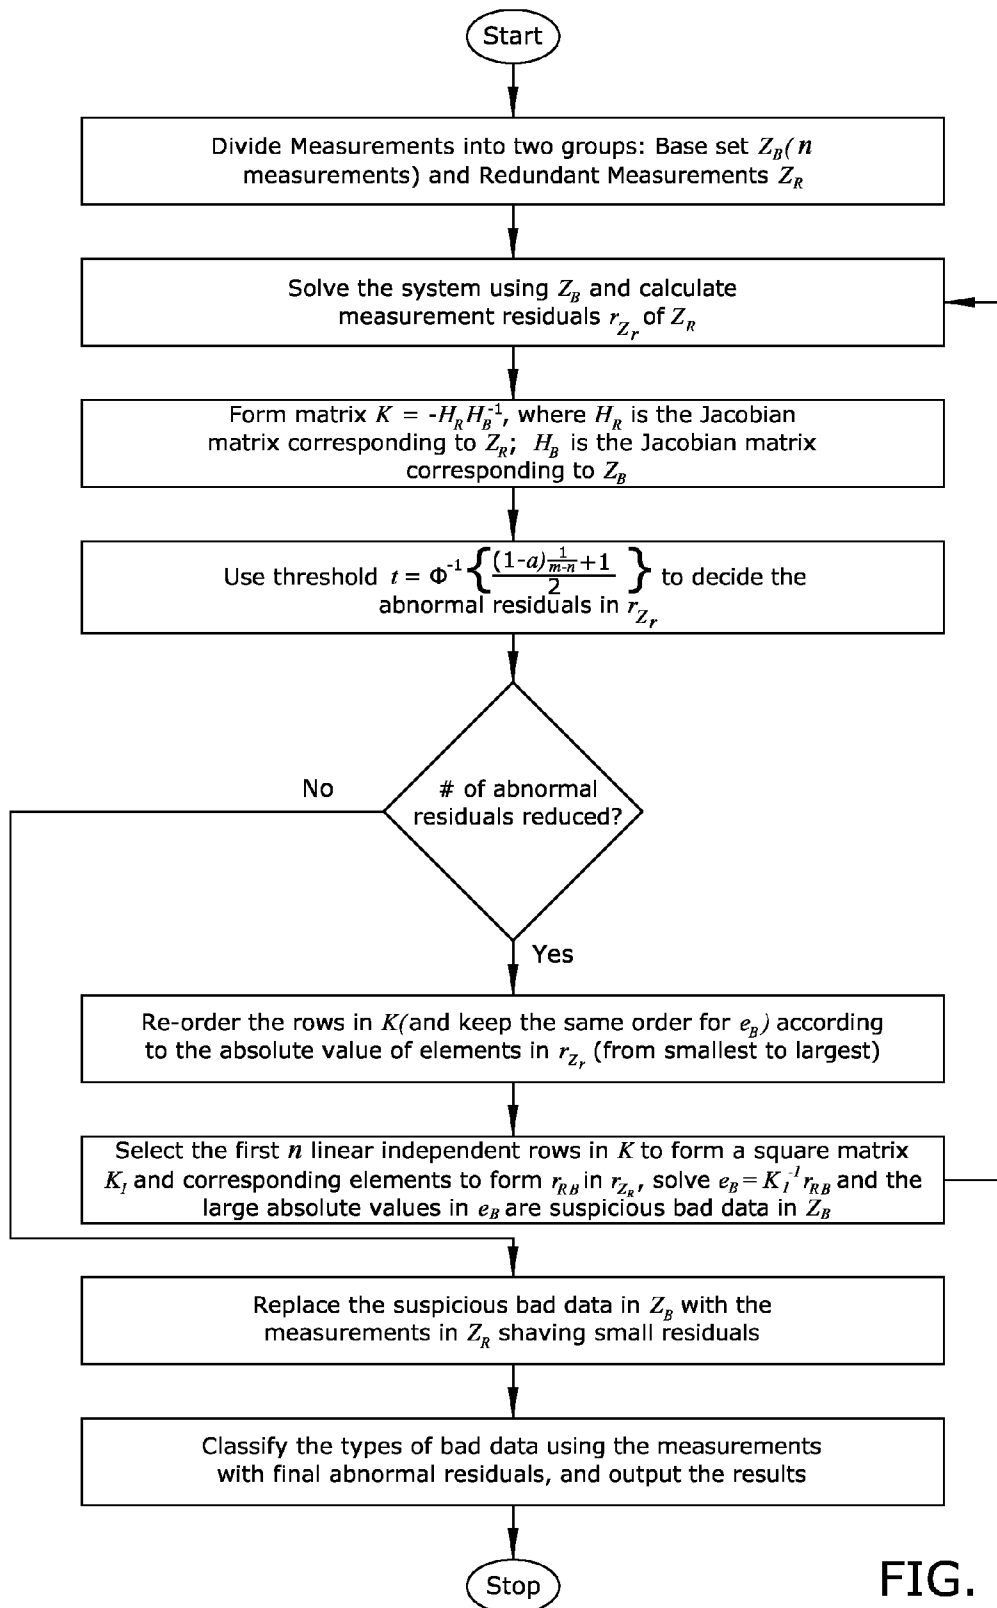 Start
Divide Measurements into two groups: Base set Z_B(n
measurements) and Redundant Measurements Z_R
Solve the system using Z_B and calculate
measurement residuals r_{Z_r} of Z_R
Form matrix K = -H_R H_B^{-1}, where H_R is the Jacobian
matrix corresponding to Z_R; H_B is the Jacobian matrix
corresponding to Z_B
Use threshold t = Φ^{-1} { \frac{(1-a)\frac{1}{m-n}+1}{2} } to decide the
abnormal residuals in r_{Z_r}
# of abnormal
residuals reduced?
No
Yes
Re-order the rows in K(and keep the same order for e_B) according
to the absolute value of elements in r_{Z_r} (from smallest to largest)
Select the first n linear independent rows in K to form a square matrix
K_I and corresponding elements to form r_{RB} in r_{Z_R}, solve e_B = K_I^{-1} r_{RB} and the
large absolute values in e_B are suspicious bad data in Z_B
Replace the suspicious bad data in Z_B with the
measurements in Z_R shaving small residuals
Classify the types of bad data using the measurements
with final abnormal residuals, and output the results
Stop
FIG.